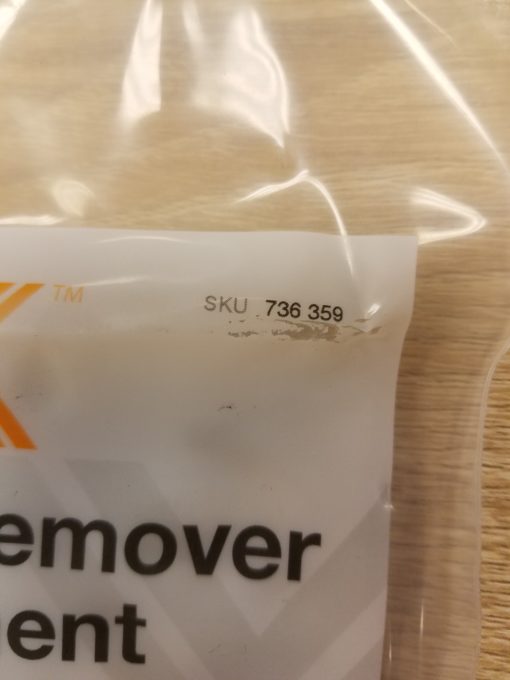 TM
SKU 736 359
emover
ent